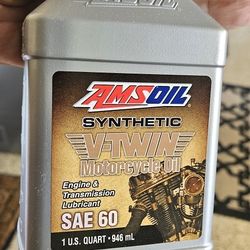 AMSOIL
SYNTHETIC
V-TWIN
Motorcycle Oil
Engine &
Transmission
Lubricant
SAE 60
1 U.S. QUART • 946 mL